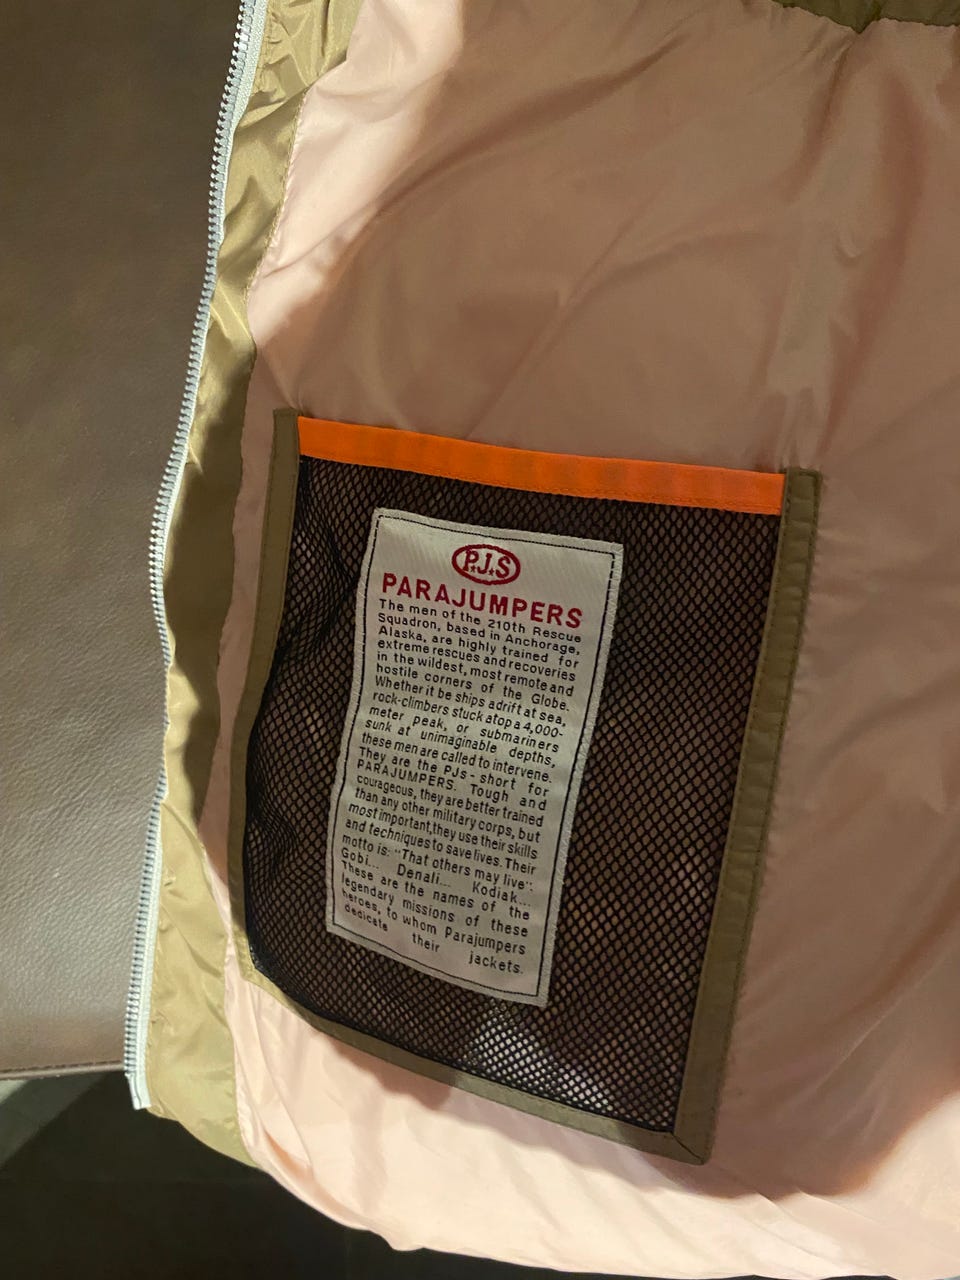 P.J.S
PARAJUMPERS
The men of the 210th Rescue
Squadron, based in Anchorage,
Alaska, are highly trained for
extreme rescues and recoveries
in the wildest, most remote and
hostile corners of the Globe.
Whether it be ships adrift at sea,
rock-climbers stuck atop a 4,000-
meter peak, or submariners
sunk at unimaginable depths,
these men are called to intervene.
They are the PJs - short for
PARAJUMPERS. Tough and
courageous, they are better trained
than any other military corps, but
most important, they use their skills
and techniques to save lives. Their
motto is: "That others may live":
Gobi... Denali... Kodiak...
These are the names of the
legendary missions of these
heroes, to whom Parajumpers
dedicate their jackets.